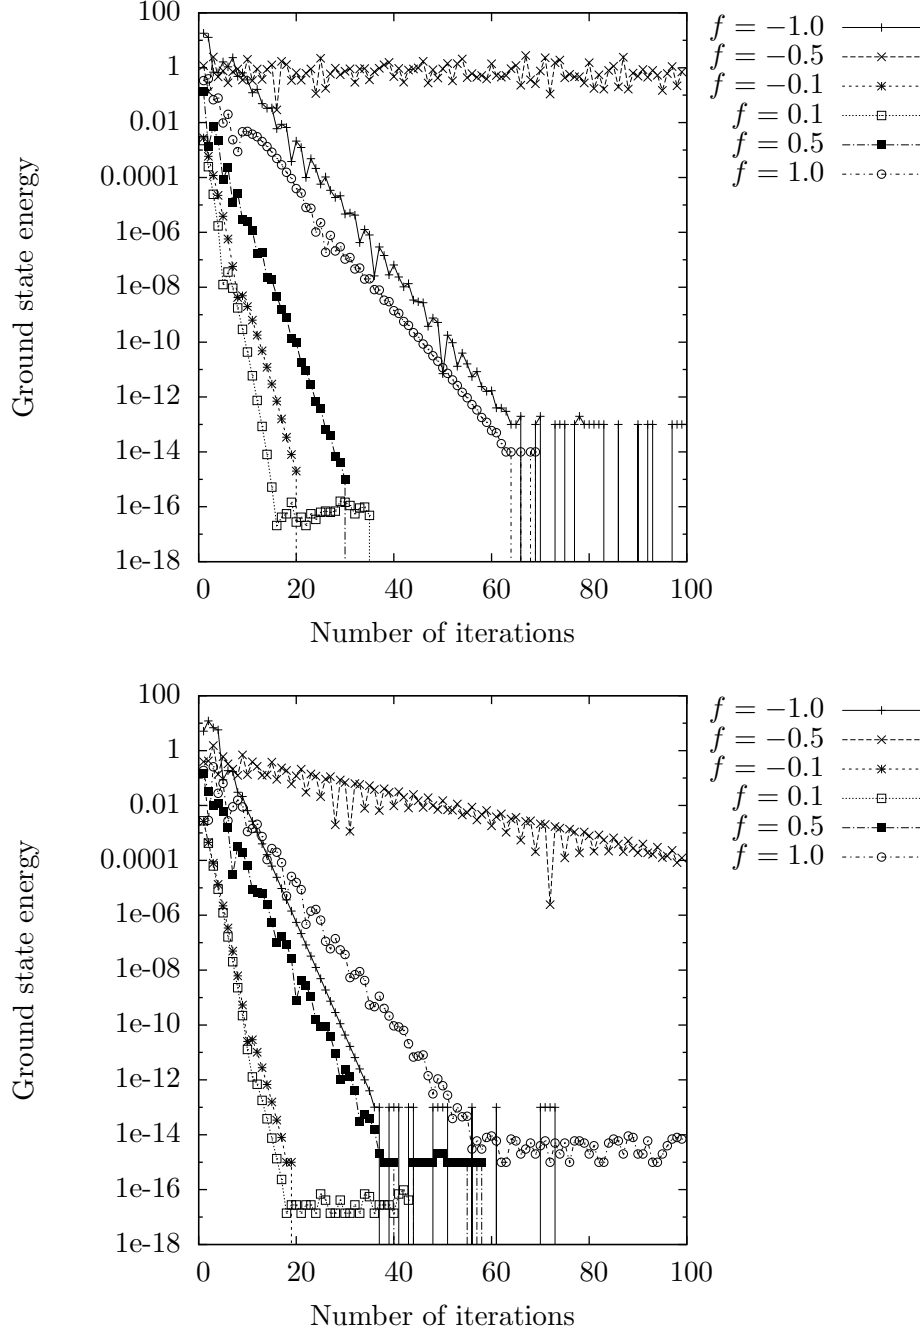 100
1
0.01
0.0001
1e-06
1e-08
1e-10
1e-12
1e-14
1e-16
1e-18
0 20 40 60 80 100
Ground state energy
Number of iterations
f = −1.0
f = −0.5
f = −0.1
f = 0.1
f = 0.5
f = 1.0
100
1
0.01
0.0001
1e-06
1e-08
1e-10
1e-12
1e-14
1e-16
1e-18
0 20 40 60 80 100
Ground state energy
Number of iterations
f = −1.0
f = −0.5
f = −0.1
f = 0.1
f = 0.5
f = 1.0